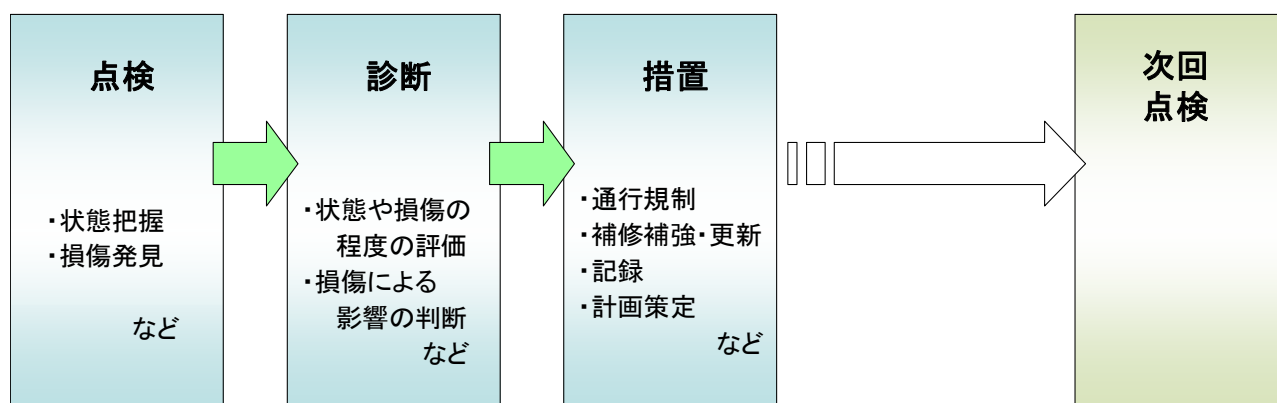 点検
・状態把握
・損傷発見
など
診断
・状態や損傷の
程度の評価
・損傷による
影響の判断
など
措置
・通行規制
・補修補強・更新
・記録
・計画策定
など
次回
点検